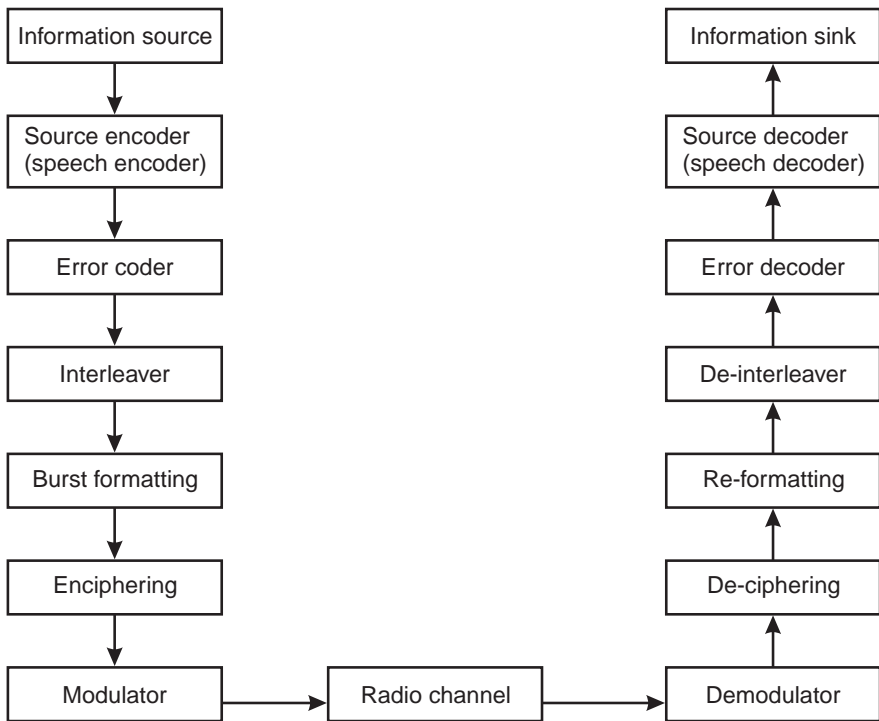 Information source
Source encoder
(speech encoder)
Error coder
Interleaver
Burst formatting
Enciphering
Modulator
Radio channel
Demodulator
De-ciphering
Re-formatting
De-interleaver
Error decoder
Source decoder
(speech decoder)
Information sink